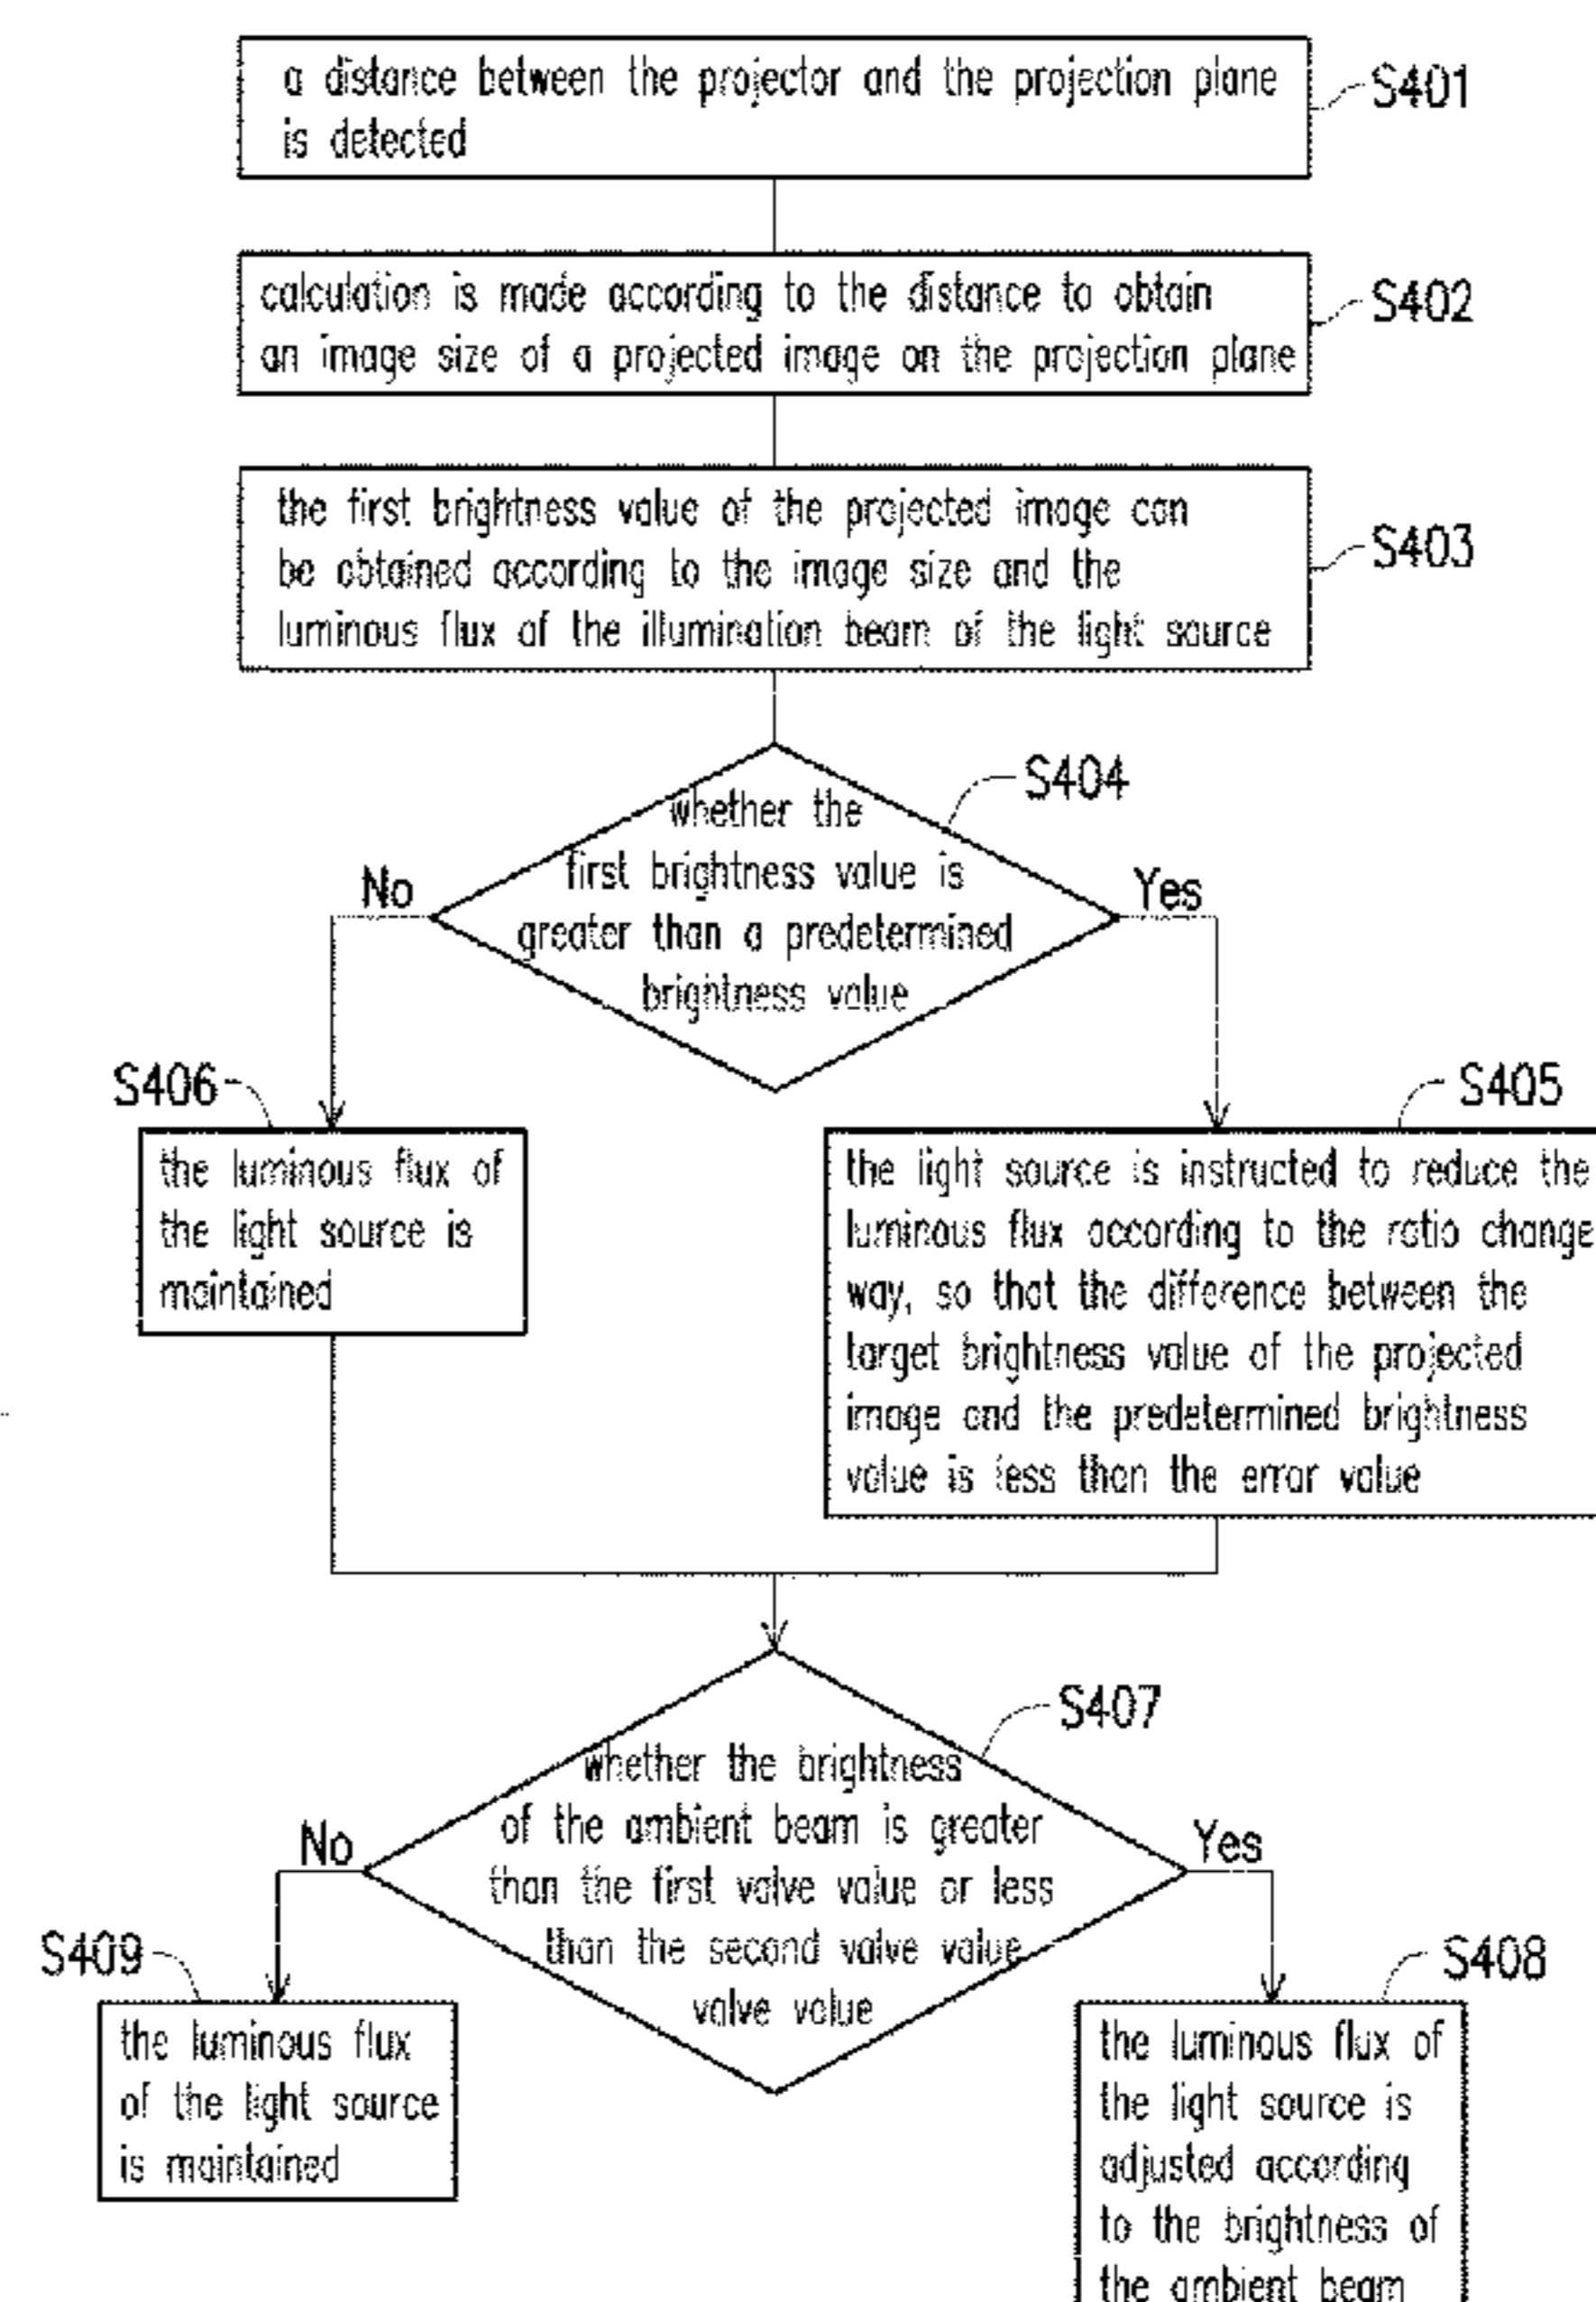 a distance between the projector and the projection plane
is detected
S401
calculation is made according to the distance to obtain
an image size of a projected image on the projection plane
S402
the first brightness value of the projected image can
be obtained according to the image size and the
luminous flux of the illumination beam of the light source
S403
S404
whether the
first brightness value is
greater than a predetermined
brightness value
No
Yes
S406
the luminous flux of
the light source is
maintained
S405
the light source is instructed to reduce the
luminous flux according to the ratio change
way, so that the difference between the
target brightness value of the projected
image and the predetermined brightness
value is less than the error value
S407
whether the brightness
of the ambient beam is greater
than the first valve value or less
than the second valve value
valve value
No
Yes
S409
the luminous flux
of the light source
is maintained
S408
the luminous flux of
the light source is
adjusted according
to the brightness of
the ambient beam